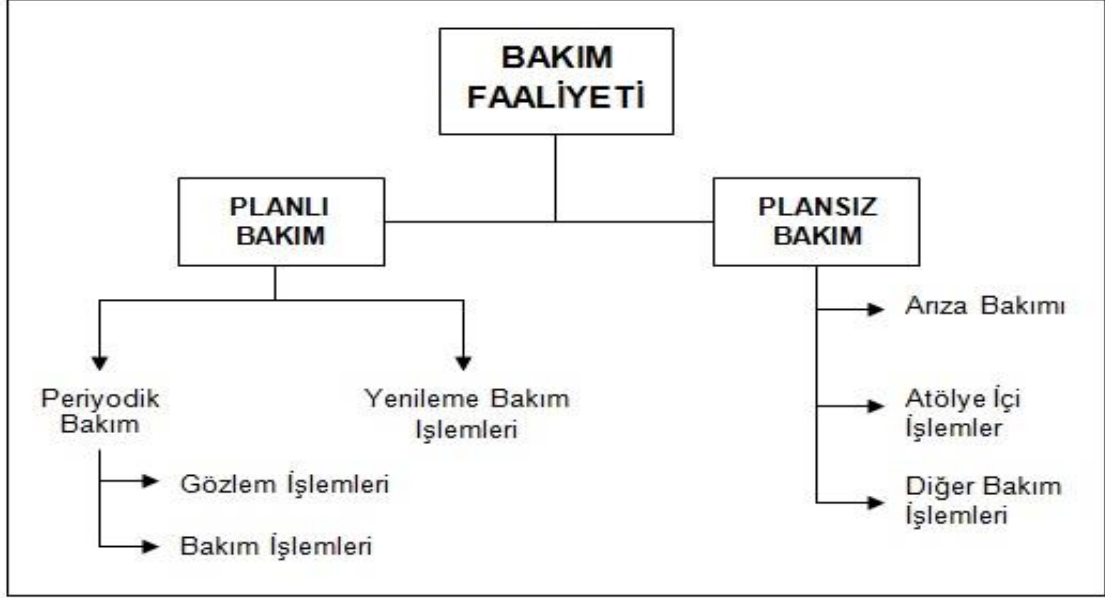 BAKIM
FAALİYETİ
PLANLI
BAKIM
PLANSIZ
BAKIM
Periyodik
Bakım
Yenileme Bakım
Işlemleri
Gözlem İşlemleri
Bakım İşlemleri
Arıza Bakımı
Atölye İçi
İşlemler
Diğer Bakım
İşlemleri